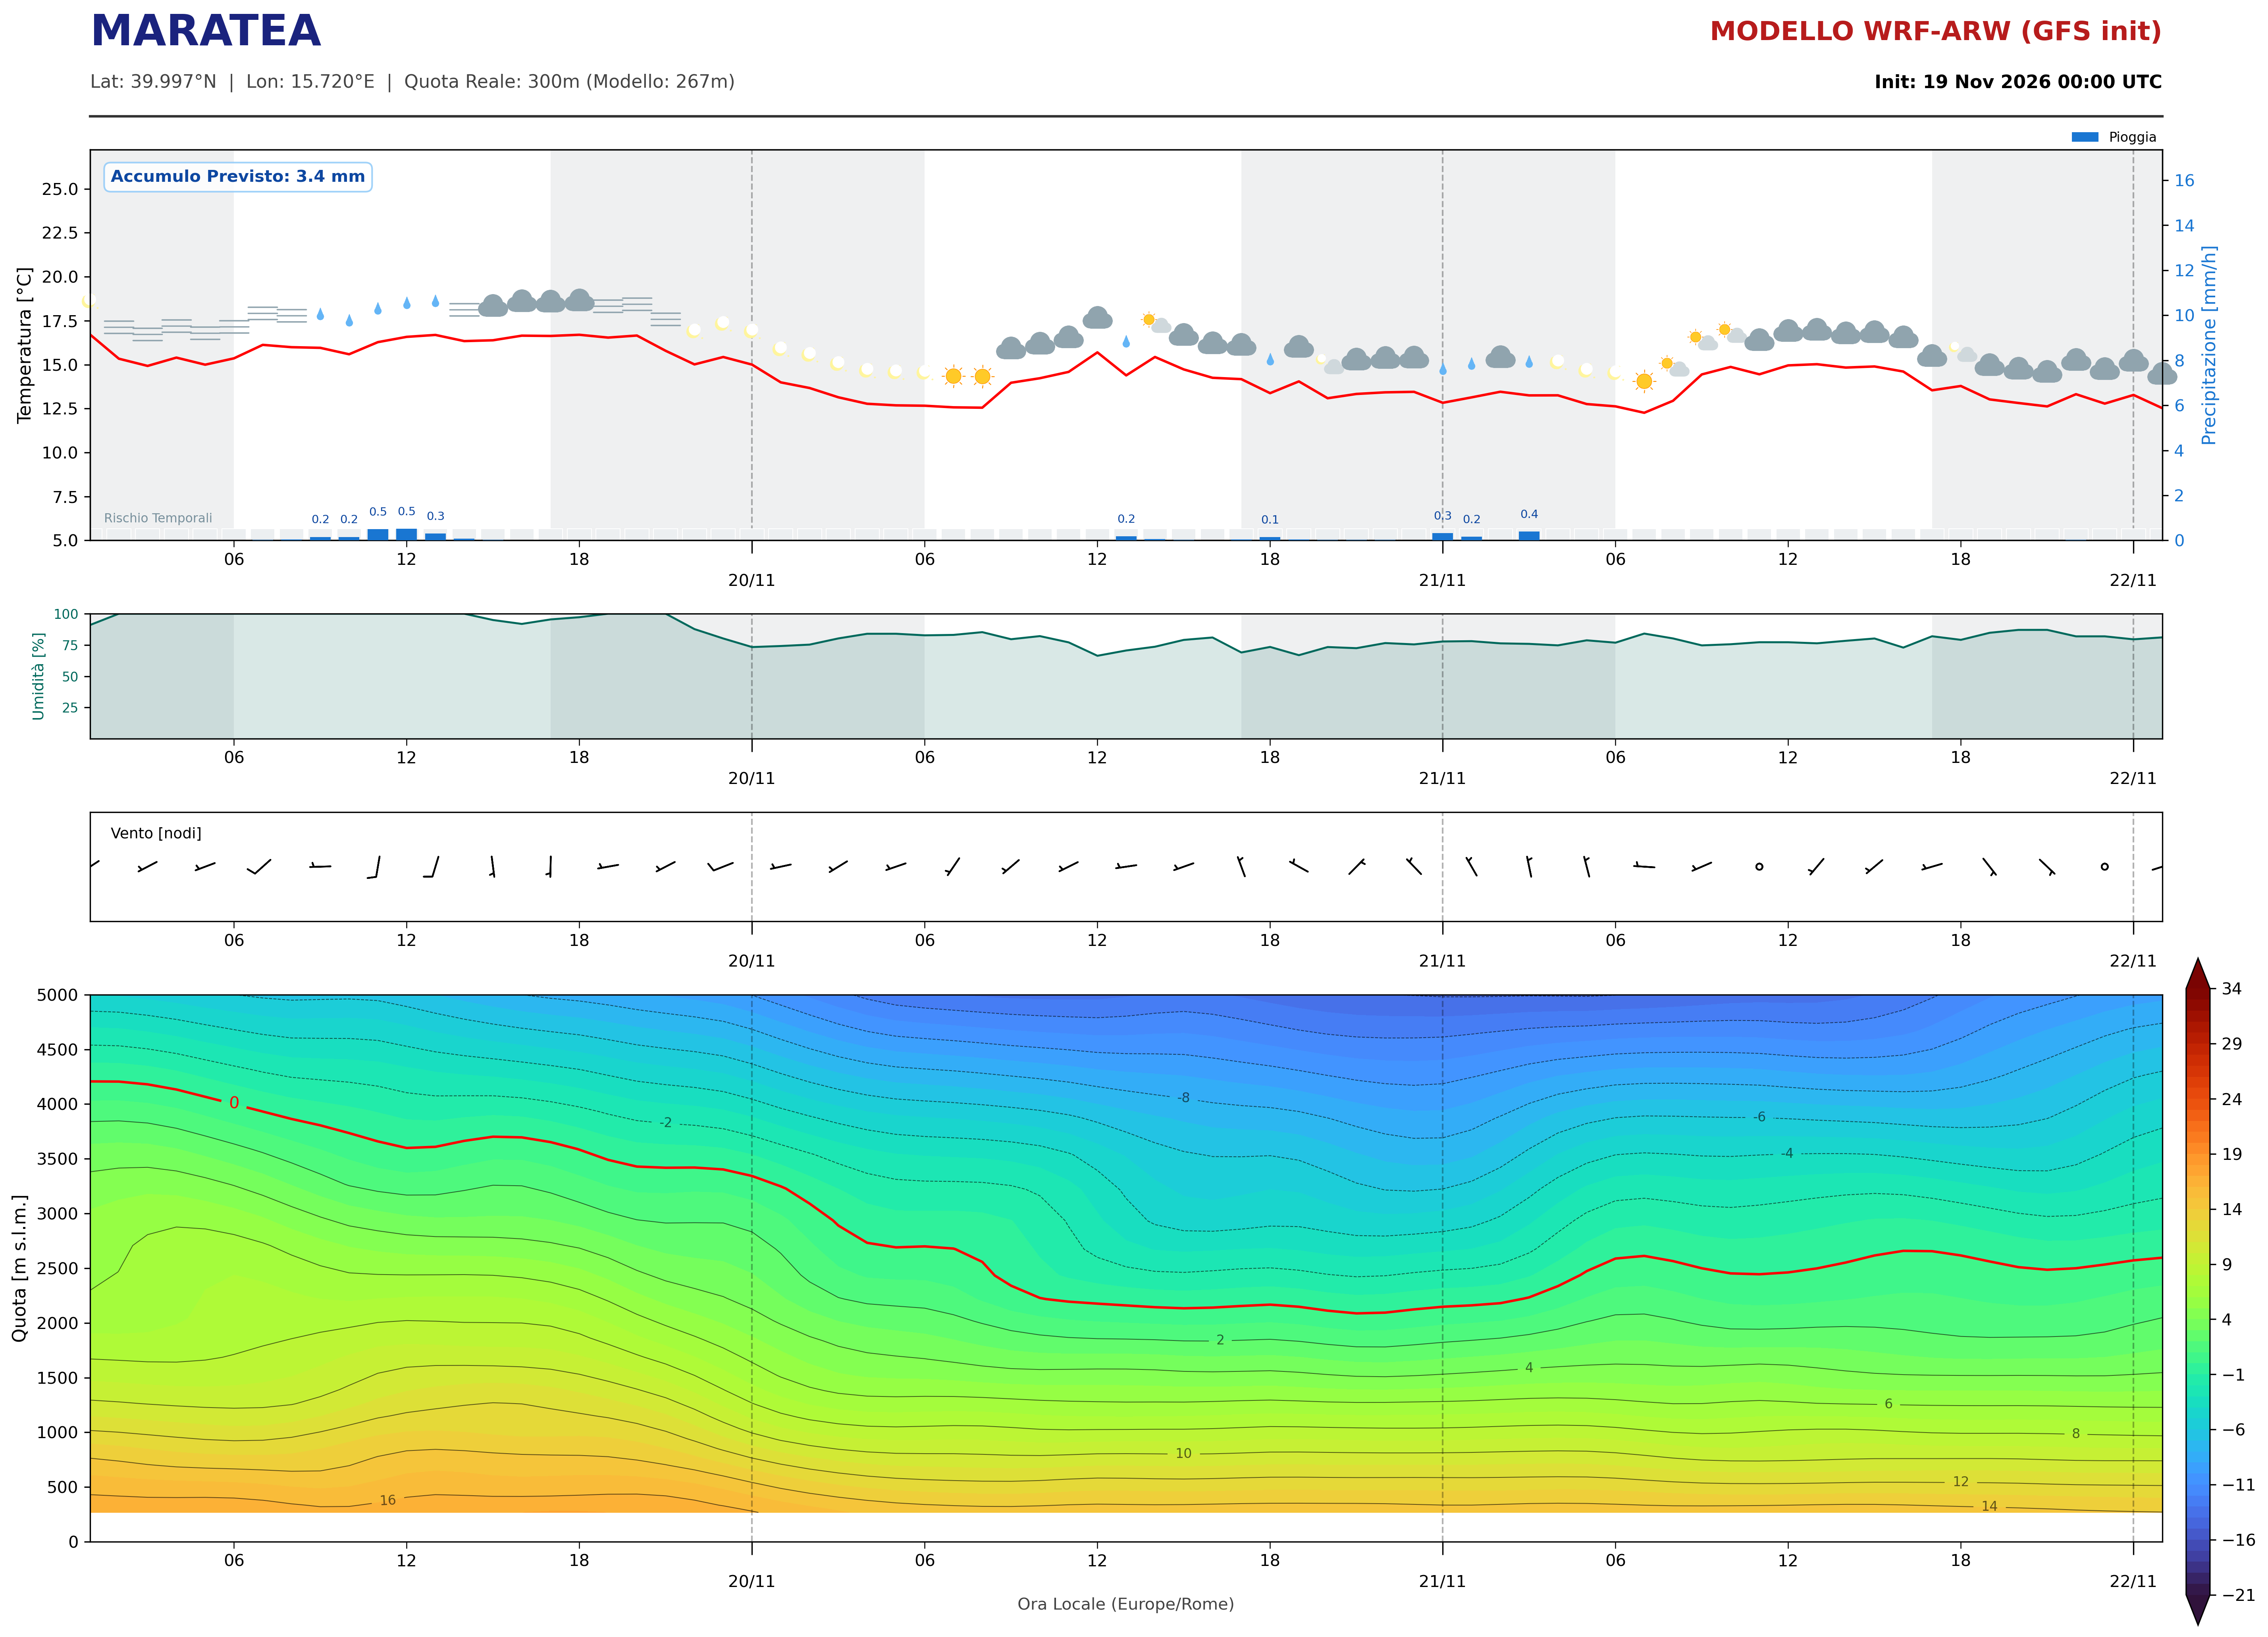 MARATEA
MODELLO WRF-ARW (GFS init)
Lat: 39.997°N | Lon: 15.720°E | Quota Reale: 300m (Modello: 267m)
Init: 19 Nov 2026 00:00 UTC
Pioggia
Accumulo Previsto: 3.4 mm
Temperatura [°C]
25.0
22.5
20.0
17.5
15.0
12.5
10.0
7.5
5.0
Precipitazione [mm/h]
16
14
12
10
8
6
4
2
0
Rischio Temporali
0.2 0.2 0.5 0.5 0.3 0.2 0.1 0.3 0.2 0.4
06 12 18 06 12 18 06 12 18
20/11 21/11 22/11
Umidità [%]
100
75
50
25
06 12 18 06 12 18 06 12 18
20/11 21/11 22/11
Vento [nodi]
06 12 18 06 12 18 06 12 18
20/11 21/11 22/11
Quota [m s.l.m.]
5000
4500
4000
3500
3000
2500
2000
1500
1000
500
0
0
-2
-8
-6
-4
2
4
6
8
10
12
14
16
34
29
24
19
14
9
4
−1
−6
−11
−16
−21
06 12 18 06 12 18 06 12 18
20/11 21/11 22/11
Ora Locale (Europe/Rome)